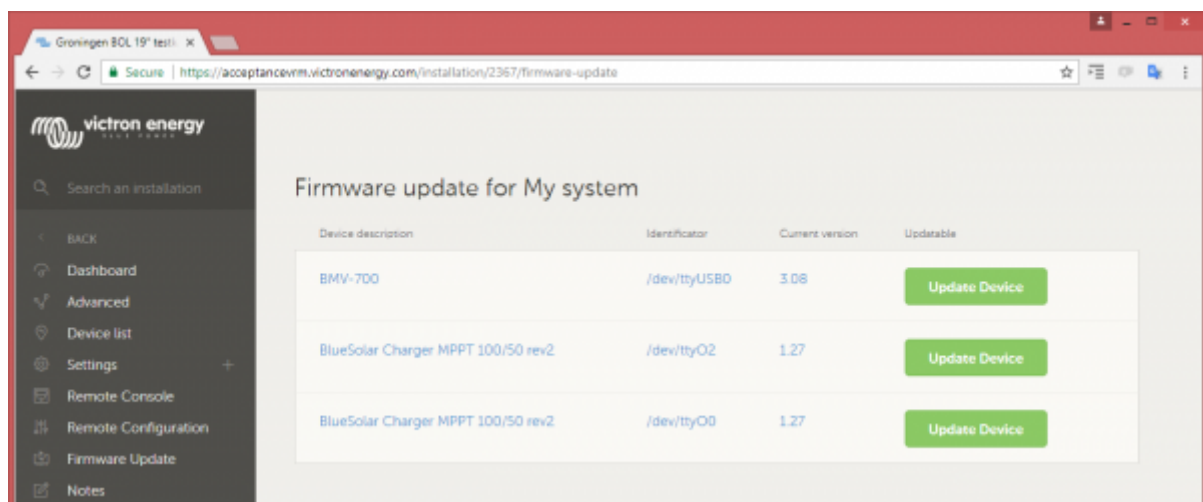 Groningen BOL 19" testi
Secure | https://acceptancevrm.victronenergy.com/installation/2367/firmware-update
victron energy
BLUE POWER
Search an installation
BACK
Dashboard
Advanced
Device list
Settings
Remote Console
Remote Configuration
Firmware Update
Notes
Firmware update for My system
Device description Identificator Current version Updatable
BMV-700 /dev/ttyUSB0 3.08 Update Device
BlueSolar Charger MPPT 100/50 rev2 /dev/ttyO2 1.27 Update Device
BlueSolar Charger MPPT 100/50 rev2 /dev/ttyO0 1.27 Update Device